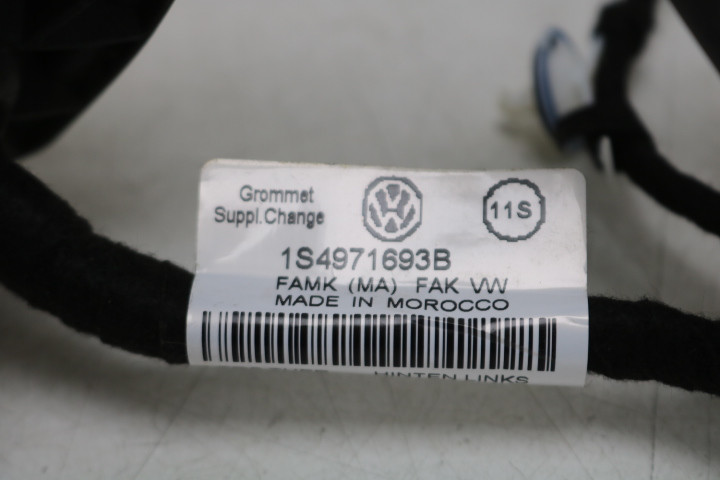 Grommet
Suppl.Change
11S
1S4971693B
FAMK (MA) FAK VW
MADE IN MOROCCO
HINTEN LINKS